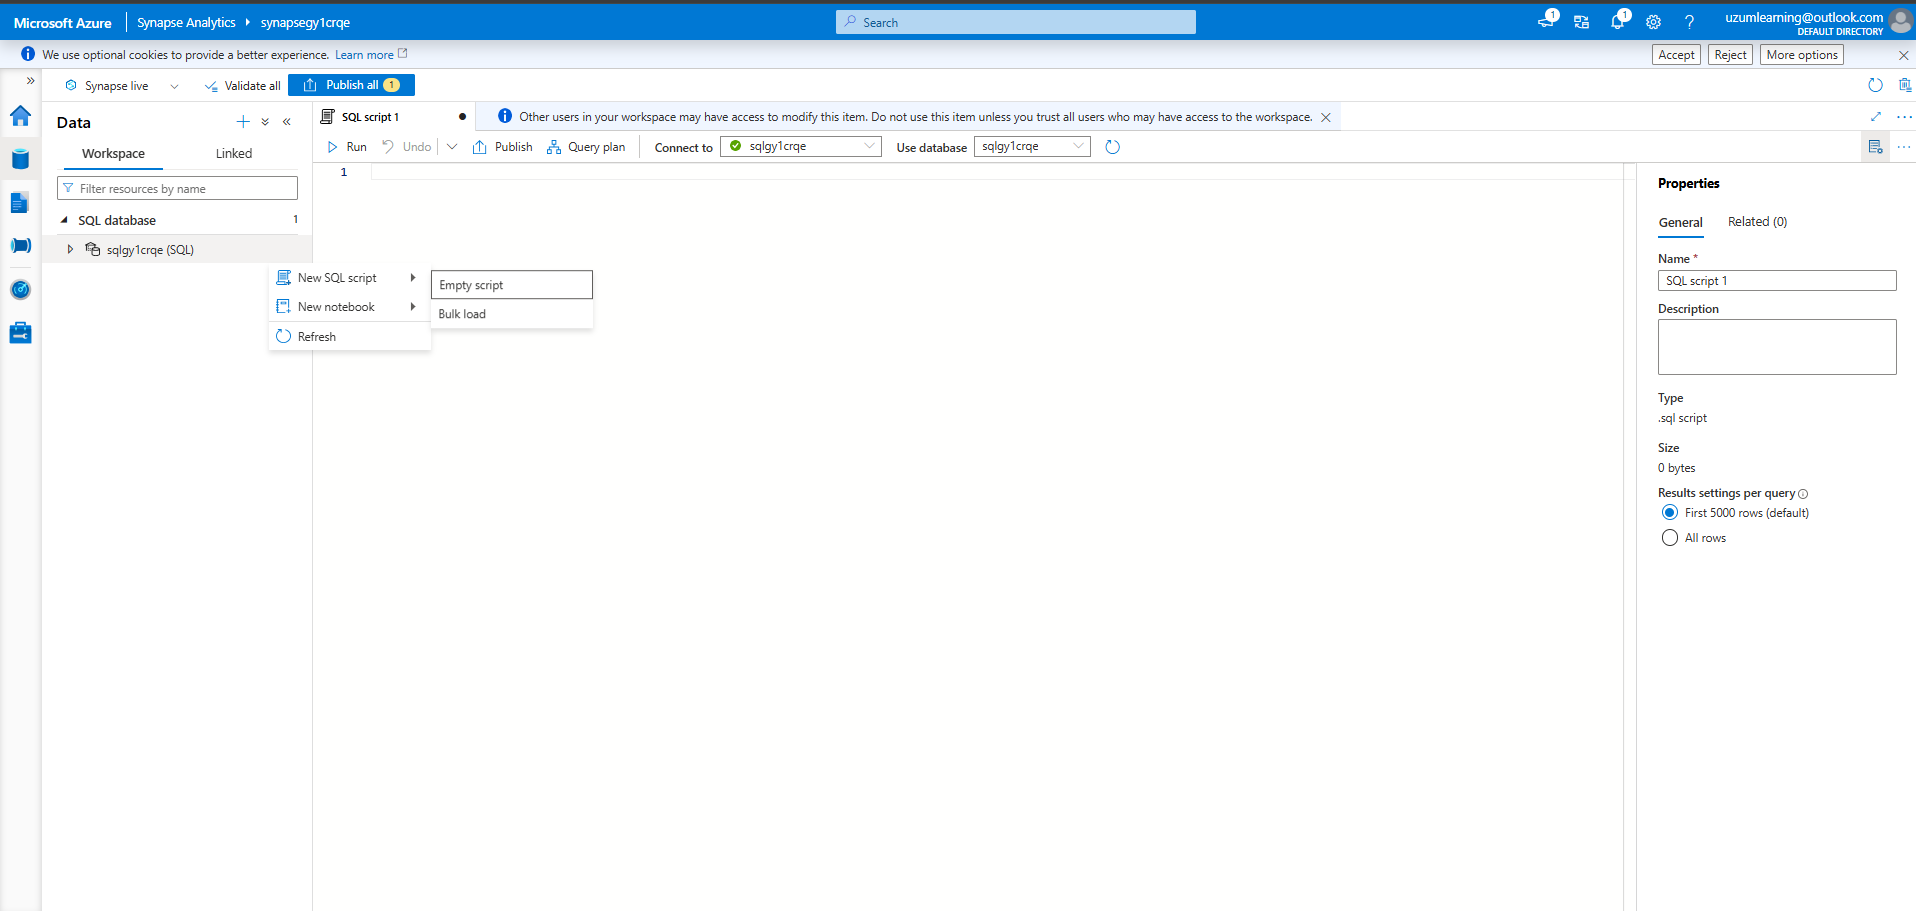 Microsoft Azure
Synapse Analytics
synapsegy1crqe
Search
1
1
uzumlearning@outlook.com
DEFAULT DIRECTORY
We use optional cookies to provide a better experience. Learn more
Accept
Reject
More options
Synapse live
Validate all
Publish all 1
Data
Workspace
Linked
Filter resources by name
SQL database 1
sqlgy1crqe (SQL)
New SQL script
New notebook
Refresh
Empty script
Bulk load
SQL script 1
Other users in your workspace may have access to modify this item. Do not use this item unless you trust all users who may have access to the workspace.
Run
Undo
Publish
Query plan
Connect to
sqlgy1crqe
Use database
sqlgy1crqe
1
Properties
General
Related (0)
Name *
SQL script 1
Description
Type
.sql script
Size
0 bytes
Results settings per query
First 5000 rows (default)
All rows